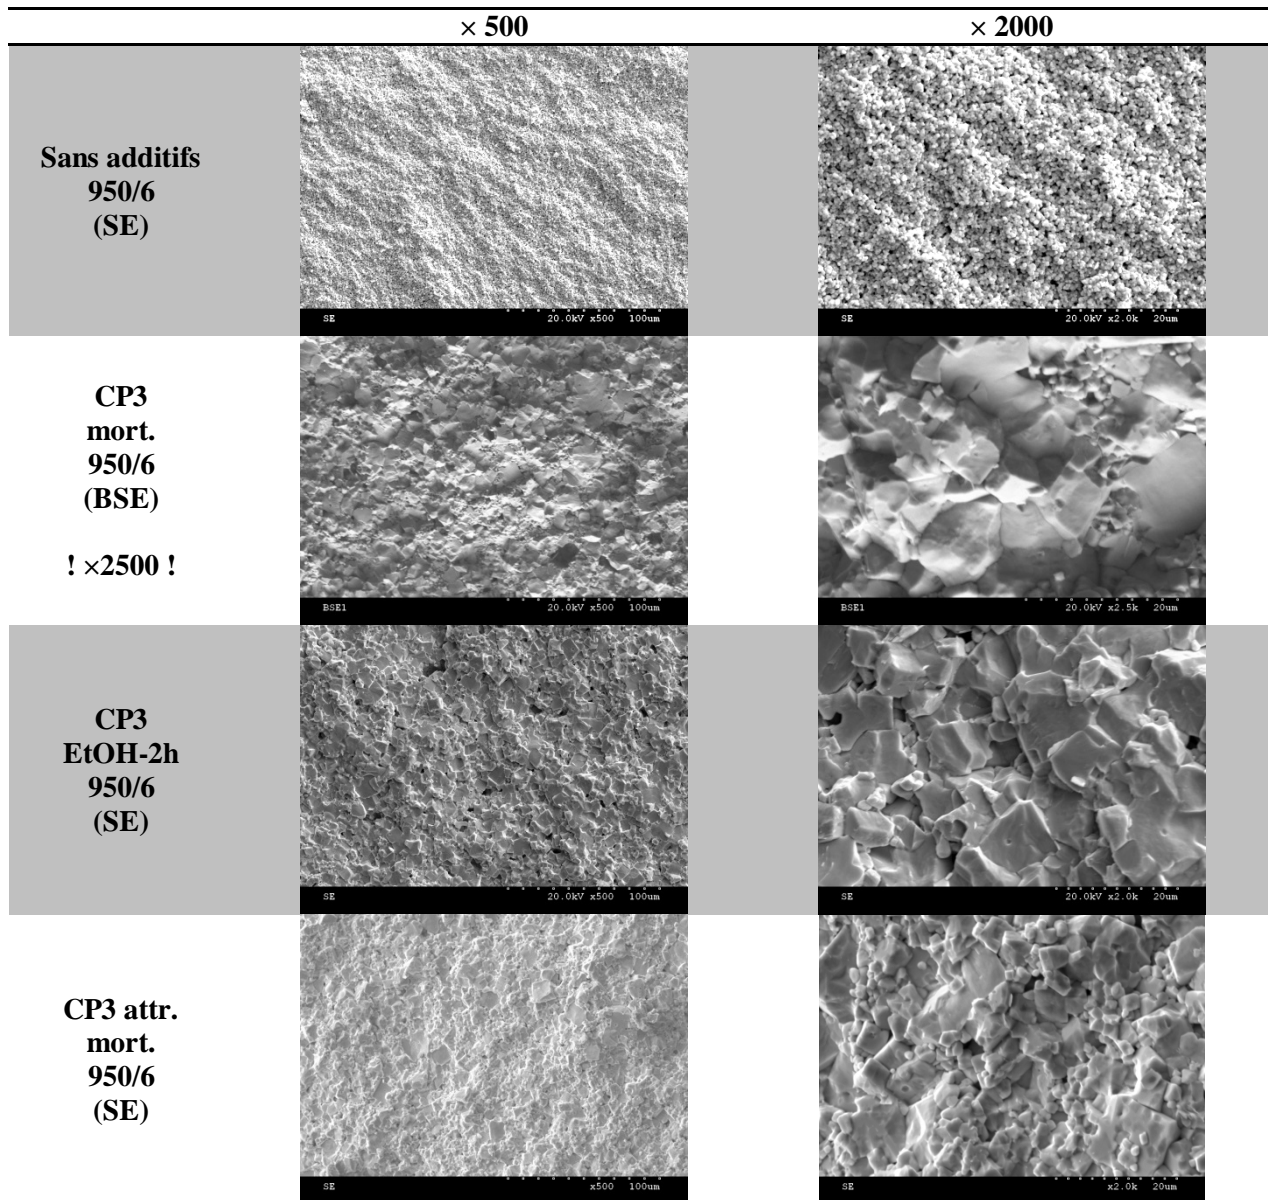 × 500
× 2000
Sans additifs
950/6
(SE)
SE 20.0kV x500 100um
SE 20.0kV x2.0k 20um
CP3
mort.
950/6
(BSE)
! ×2500 !
BSE1 20.0kV x500 100um
BSE1 20.0kV x2.5k 20um
CP3
EtOH-2h
950/6
(SE)
SE 20.0kV x500 100um
SE 20.0kV x2.0k 20um
CP3 attr.
mort.
950/6
(SE)
SE x500 100um
SE x2.0k 20um